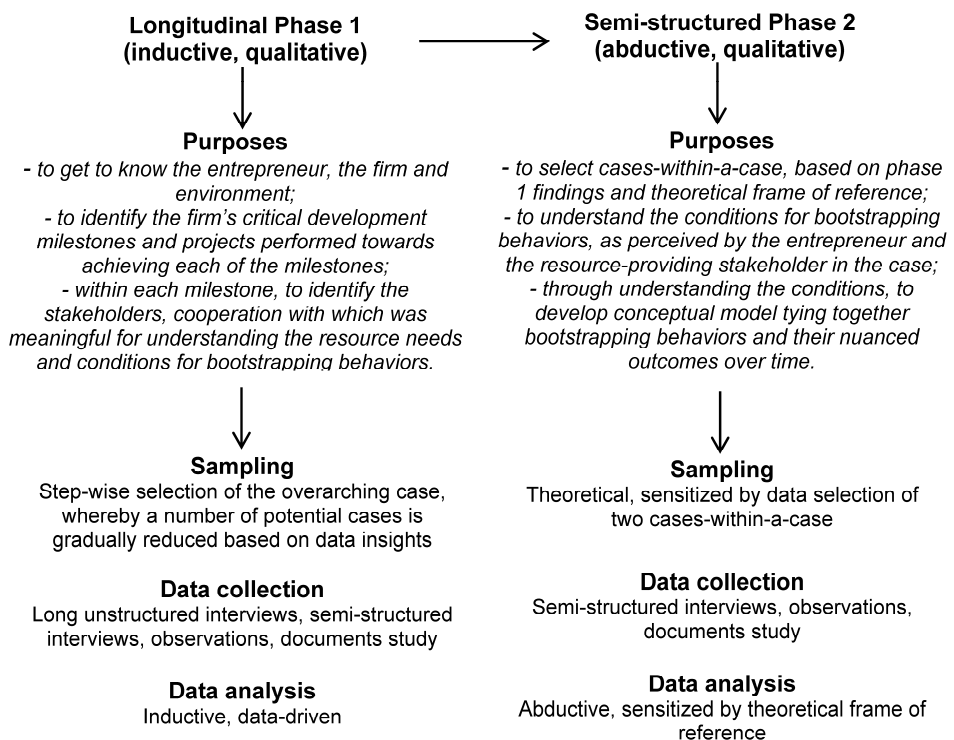 Longitudinal Phase 1
(inductive, qualitative)
Purposes
- to get to know the entrepreneur, the firm and
environment;
- to identify the firm's critical development
milestones and projects performed towards
achieving each of the milestones;
- within each milestone, to identify the
stakeholders, cooperation with which was
meaningful for understanding the resource needs
and conditions for bootstrapping behaviors.
Sampling
Step-wise selection of the overarching case,
whereby a number of potential cases is
gradually reduced based on data insights
Data collection
Long unstructured interviews, semi-structured
interviews, observations, documents study
Data analysis
Inductive, data-driven
Semi-structured Phase 2
(abductive, qualitative)
Purposes
- to select cases-within-a-case, based on phase
1 findings and theoretical frame of reference;
- to understand the conditions for bootstrapping
behaviors, as perceived by the entrepreneur and
the resource-providing stakeholder in the case;
- through understanding the conditions, to
develop conceptual model tying together
bootstrapping behaviors and their nuanced
outcomes over time.
Sampling
Theoretical, sensitized by data selection of
two cases-within-a-case
Data collection
Semi-structured interviews, observations,
documents study
Data analysis
Abductive, sensitized by theoretical frame of
reference